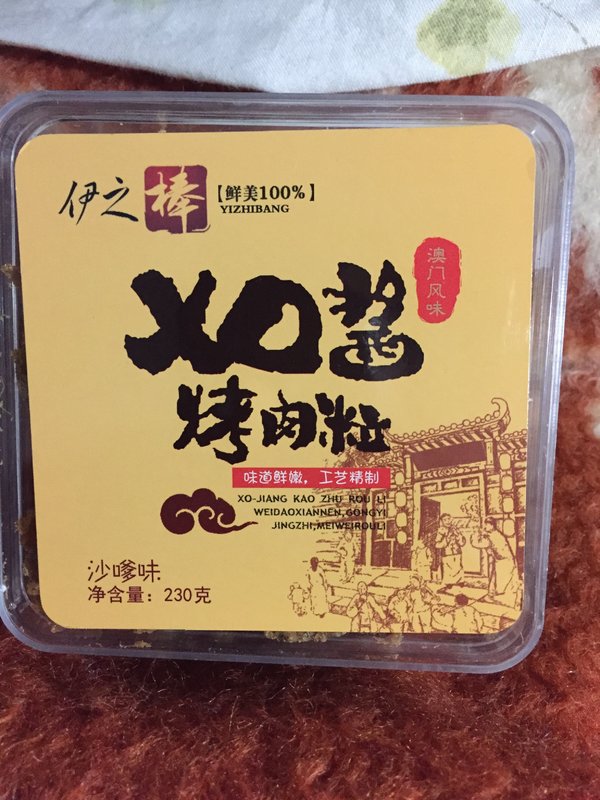 伊之棒【鲜美100%】
YIZHIBANG
澳门风味
XO酱
烤肉粒
味道鲜嫩，工艺精制
XO-JIANG KAO ZHU ROU LI
WEIDAOXIANNEN,GONGYI
JINGZHI,MEIWEIROULI
沙嗲味
净含量：230克